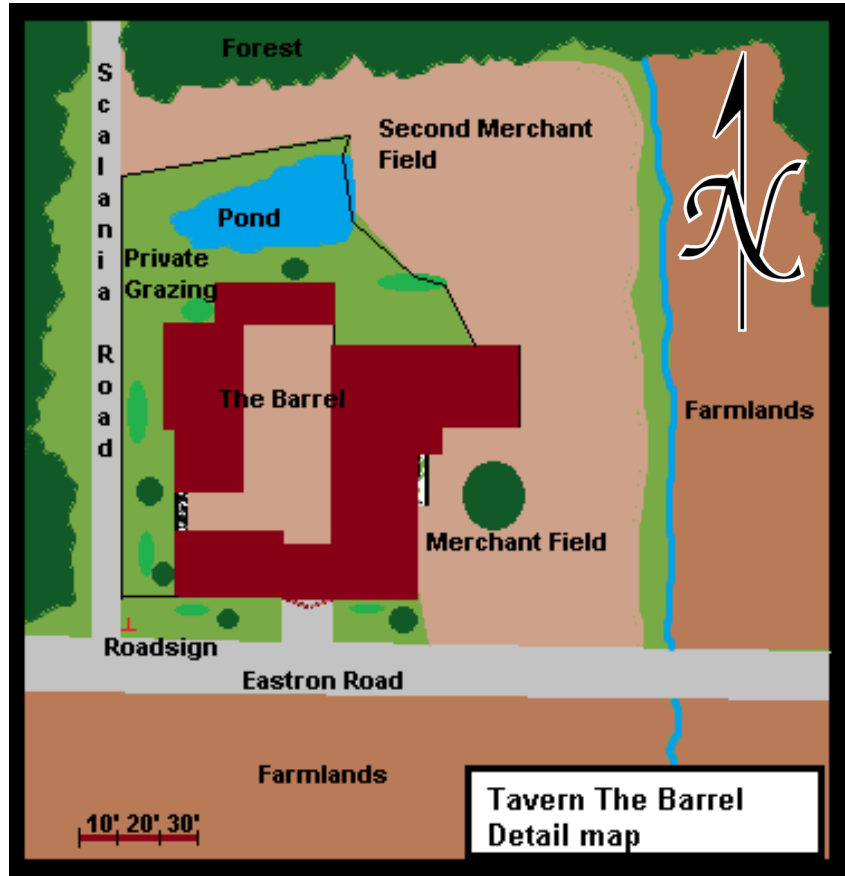 Forest
Scalania Road
Second Merchant
Field
N
Pond
Private
Grazing
The Barrel
Farmlands
Merchant Field
Roadsign
Eastron Road
Farmlands
10' 20' 30'
Tavern The Barrel
Detail map